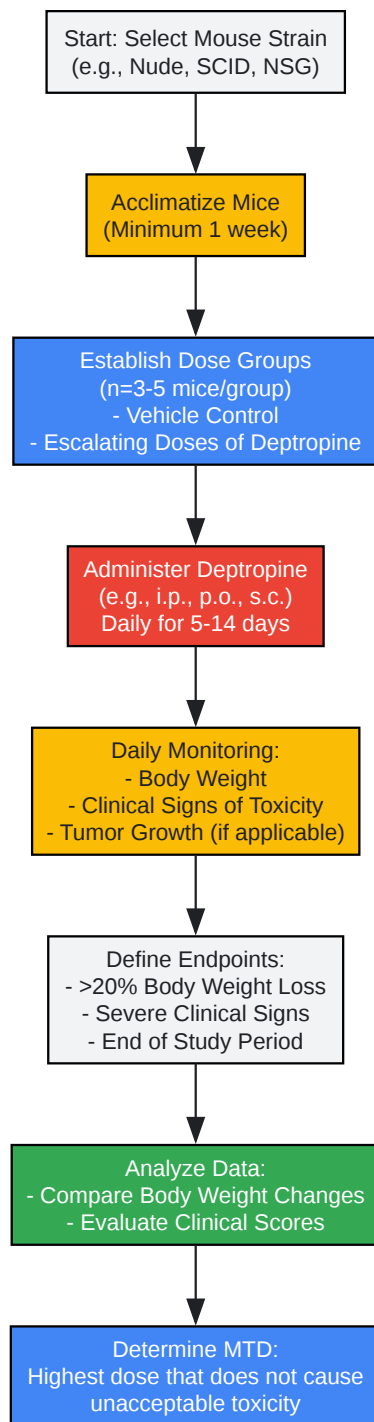 Start: Select Mouse Strain
(e.g., Nude, SCID, NSG)
Acclimatize Mice
(Minimum 1 week)
Establish Dose Groups
(n=3-5 mice/group)
- Vehicle Control
- Escalating Doses of Deptropine
Administer Deptropine
(e.g., i.p., p.o., s.c.)
Daily for 5-14 days
Daily Monitoring:
- Body Weight
- Clinical Signs of Toxicity
- Tumor Growth (if applicable)
Define Endpoints:
- >20% Body Weight Loss
- Severe Clinical Signs
- End of Study Period
Analyze Data:
- Compare Body Weight Changes
- Evaluate Clinical Scores
Determine MTD:
Highest dose that does not cause
unacceptable toxicity